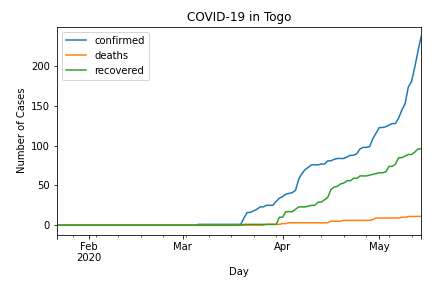 COVID-19 in Togo
confirmed
deaths
recovered
Number of Cases
200
150
100
50
0
Feb
2020
Mar
Apr
May
Day